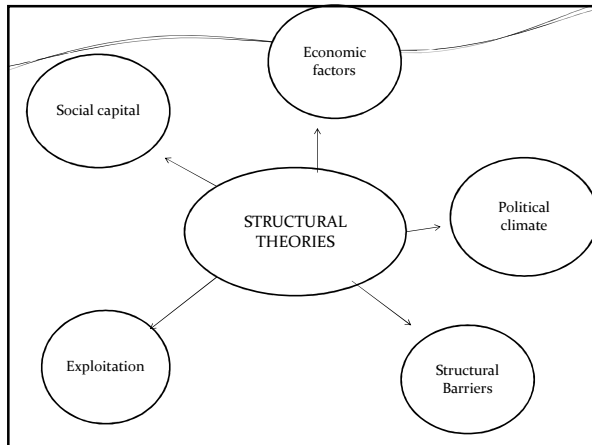 Economic
factors
Social capital
STRUCTURAL
THEORIES
Political
climate
Exploitation
Structural
Barriers